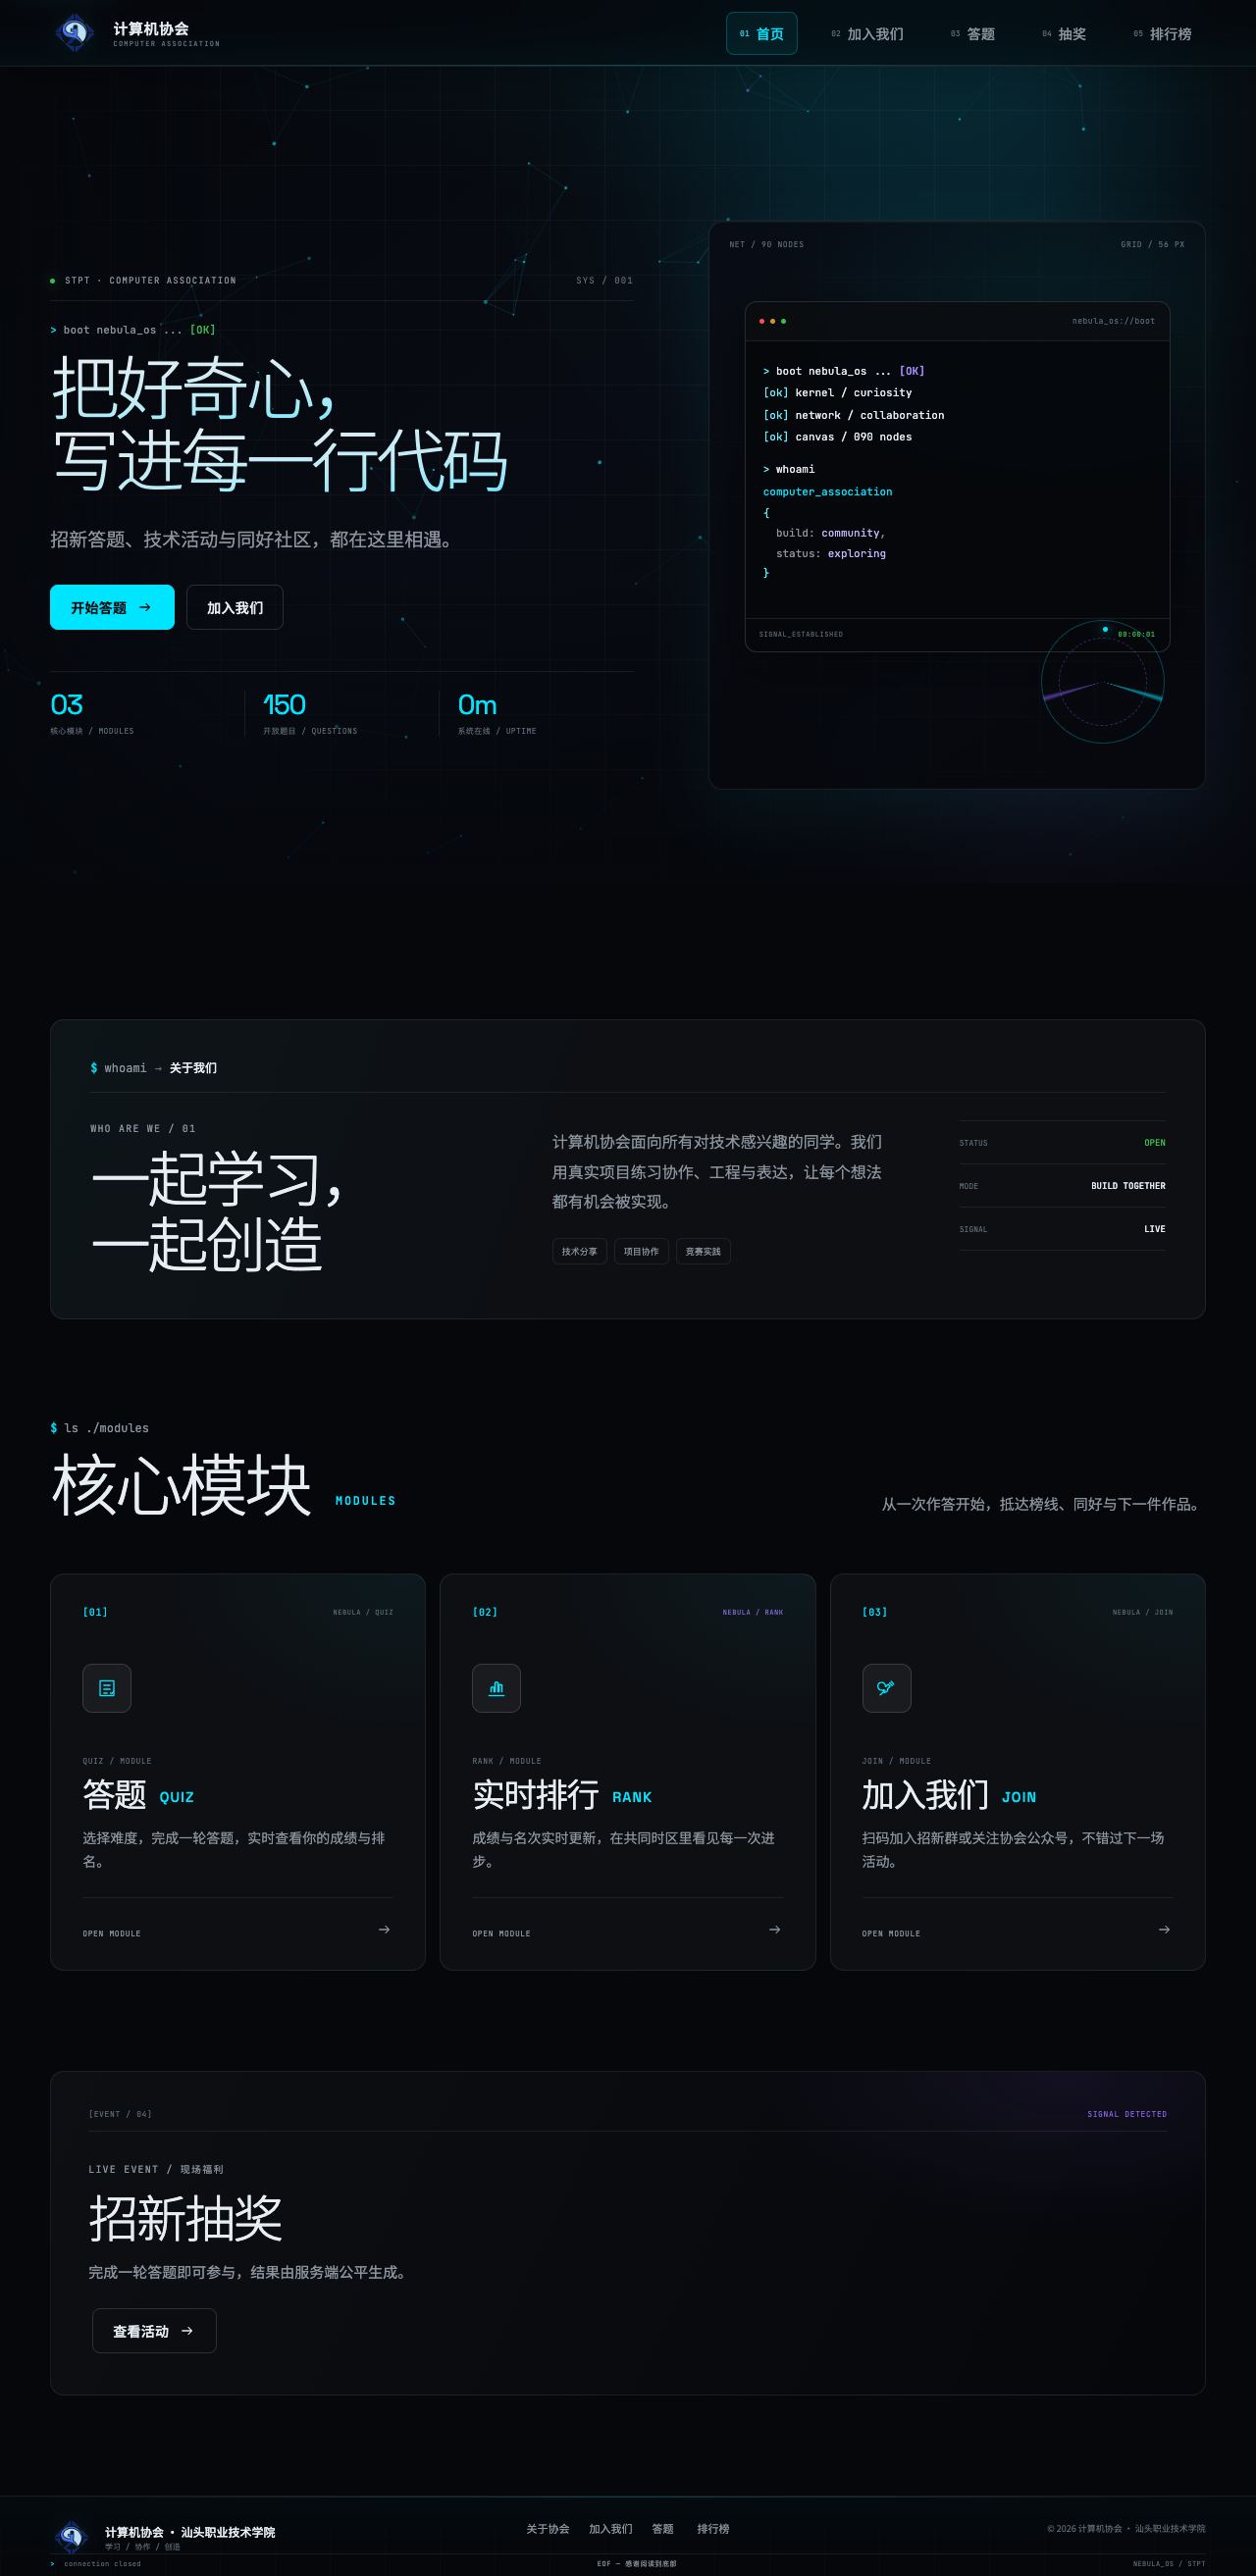 计算机协会
COMPUTER ASSOCIATION
01 首页
02 加入我们
03 答题
04 抽奖
05 排行榜
STPT · COMPUTER ASSOCIATION
SYS / 001
> boot nebula_os ... [OK]
把好奇心，
写进每一行代码
招新答题、技术活动与同好社区，都在这里相遇。
开始答题 →
加入我们
03
核心模块 / MODULES
150
开放题目 / QUESTIONS
0m
系统在线 / UPTIME
NET / 90 NODES
GRID / 56 PX
nebula_os://boot
> boot nebula_os ... [OK]
[ok] kernel / curiosity
[ok] network / collaboration
[ok] canvas / 090 nodes
> whoami
computer_association
{
build: community,
status: exploring
}
SIGNAL_ESTABLISHED
00:00:01
$ whoami → 关于我们
WHO ARE WE / 01
一起学习，
一起创造
计算机协会面向所有对技术感兴趣的同学。我们
用真实项目练习协作、工程与表达，让每个想法
都有机会被实现。
技术分享
项目协作
竞赛实践
STATUS OPEN
MODE BUILD TOGETHER
SIGNAL LIVE
$ ls ./modules
核心模块 MODULES
从一次作答开始，抵达榜线、同好与下一件作品。
[01] NEBULA / QUIZ
QUIZ / MODULE
答题 QUIZ
选择难度，完成一轮答题，实时查看你的成绩与排
名。
OPEN MODULE →
[02] NEBULA / RANK
RANK / MODULE
实时排行 RANK
成绩与名次实时更新，在共同时区里看见每一次进
步。
OPEN MODULE →
[03] NEBULA / JOIN
JOIN / MODULE
加入我们 JOIN
扫码加入招新群或关注协会公众号，不错过下一场
活动。
OPEN MODULE →
[EVENT / 04]
SIGNAL DETECTED
LIVE EVENT / 现场福利
招新抽奖
完成一轮答题即可参与，结果由服务端公平生成。
查看活动 →
计算机协会 · 汕头职业技术学院
学习 / 协作 / 创造
关于协会 加入我们 答题 排行榜
© 2026 计算机协会 · 汕头职业技术学院
> connection closed
EOF — 感谢阅读到底部
NEBULA_OS / STPT